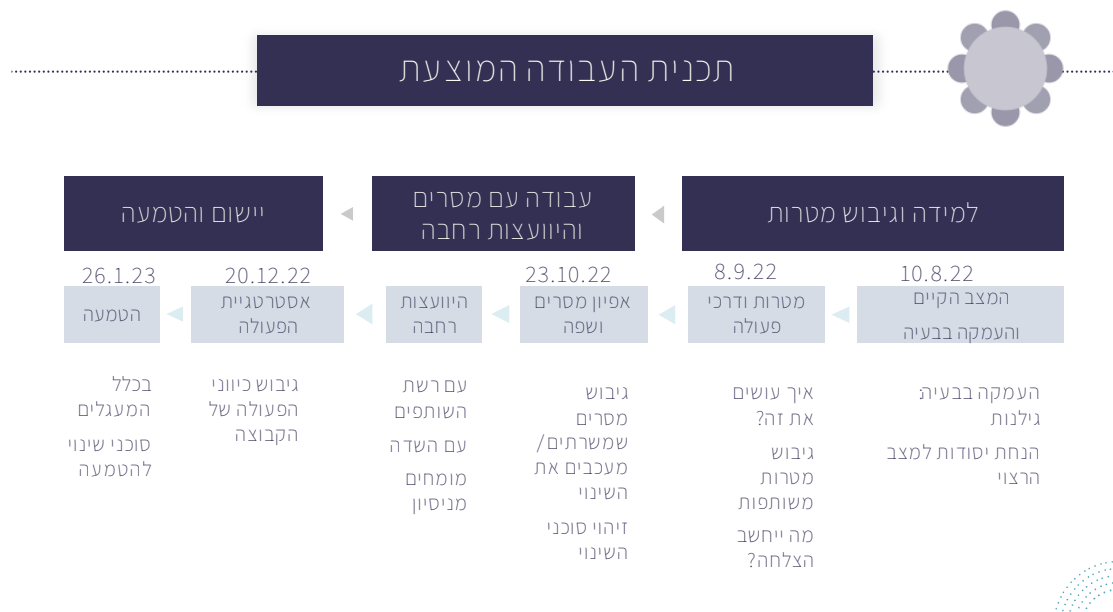 תכנית העבודה המוצעת
למידה וגיבוש מטרות
עבודה עם מסרים
והיוועצות רחבה
יישום והטמעה
10.8.22
המצב הקיים
והעמקה בבעיה
העמקה בבעיה:
גילנות
הנחת יסודות למצב
הרצוי
8.9.22
מטרות ודרכי
פעולה
איך עושים
את זה?
גיבוש
מטרות
משותפות
מה ייחשב
הצלחה?
23.10.22
אפיון מסרים
ושפה
גיבוש
מסרים
שמשרתים/
מעכבים את
השינוי
זיהוי סוכני
השינוי
היוועצות
רחבה
עם רשת
השותפים
עם השדה
מומחים
מניסיון
20.12.22
אסטרטגיית
הפעולה
גיבוש כיווני
הפעולה של
הקבוצה
26.1.23
הטמעה
בכלל
המעגלים
סוכני שינוי
להטמעה